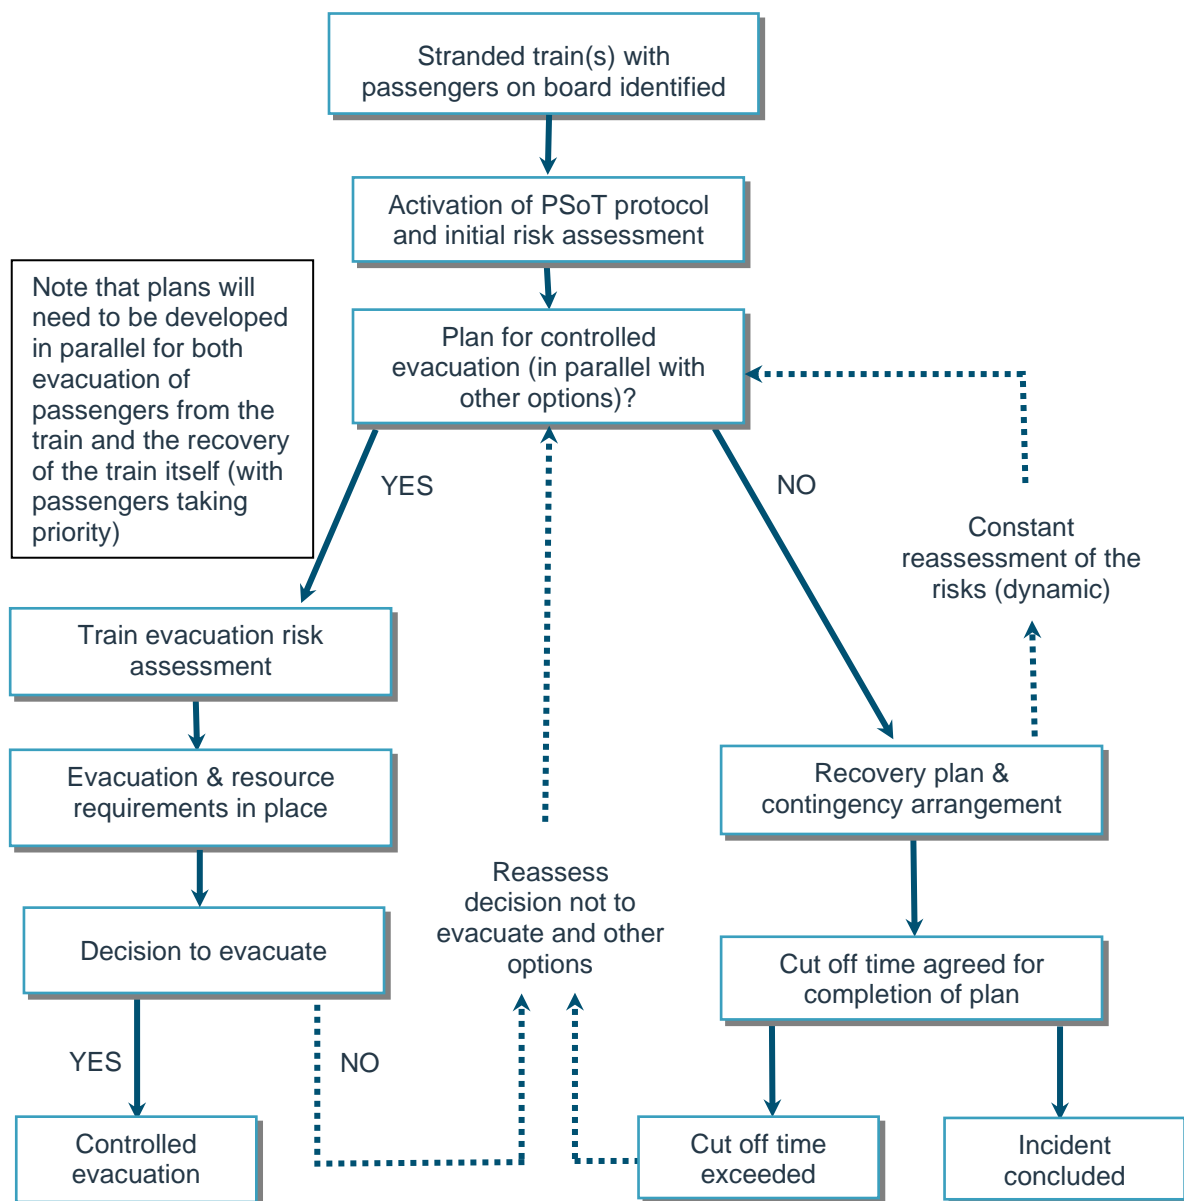 Stranded train(s) with
passengers on board identified
Activation of PSoT protocol
and initial risk assessment
Note that plans will
need to be developed
in parallel for both
evacuation of
passengers from the
train and the recovery
of the train itself (with
passengers taking
priority)
Plan for controlled
evacuation (in parallel with
other options)?
YES
NO
Constant
reassessment of the
risks (dynamic)
Train evacuation risk
assessment
Evacuation & resource
requirements in place
Recovery plan &
contingency arrangement
Reassess
decision not to
evacuate and other
options
Decision to evacuate
Cut off time agreed for
completion of plan
YES
NO
Controlled
evacuation
Cut off time
exceeded
Incident
concluded